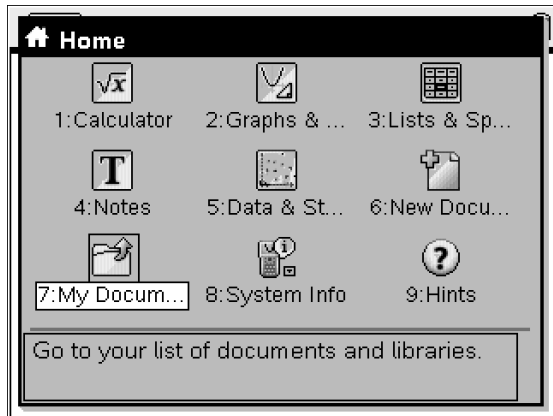 Home
1:Calculator 2:Graphs & ... 3:Lists & Sp...
4:Notes 5:Data & St... 6:New Docu...
7:My Docum... 8:System Info 9:Hints
Go to your list of documents and libraries.